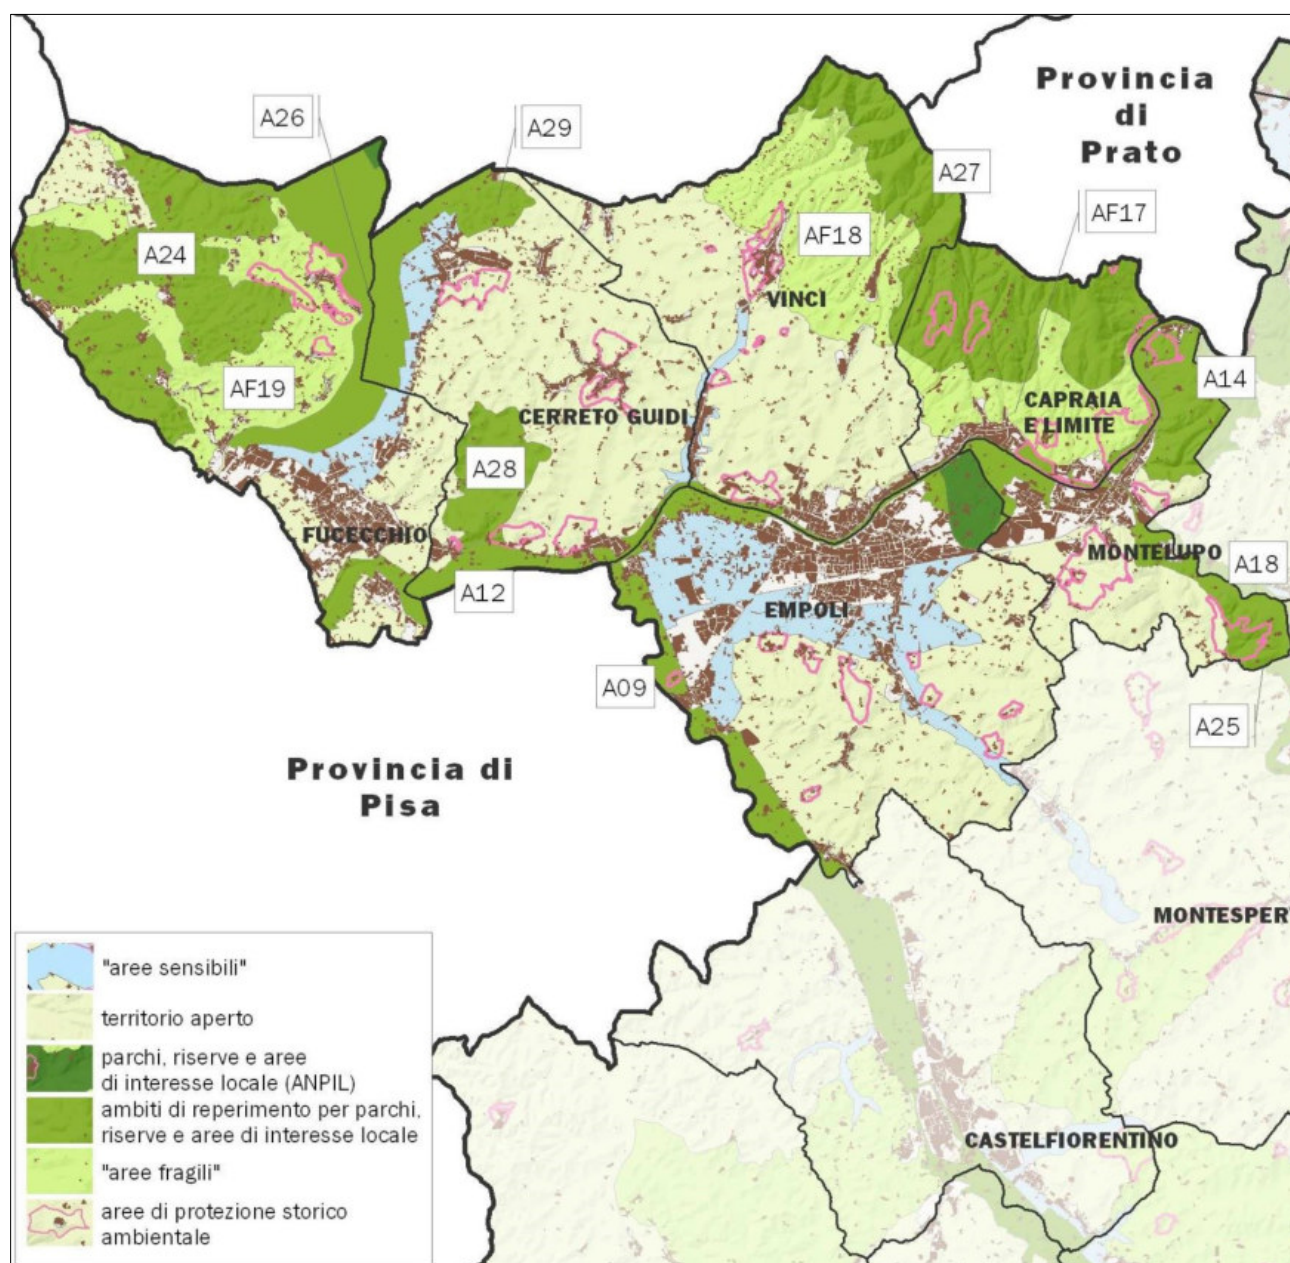 Provincia
di
Prato
A26
A29
A27
AF17
A24
AF18
VINCI
A14
AF19
CERRETO GUIDI
CAPRAIA
E LIMITE
A28
FUCECCHIO
MONTELUPO
A12
A18
EMPOLI
A09
A25
Provincia di
Pisa
MONTESPER
CASTELFIORENTINO
"aree sensibili"
territorio aperto
parchi, riserve e aree
di interesse locale (ANPIL)
ambiti di reperimento per parchi,
riserve e aree di interesse locale
"aree fragili"
aree di protezione storico
ambientale